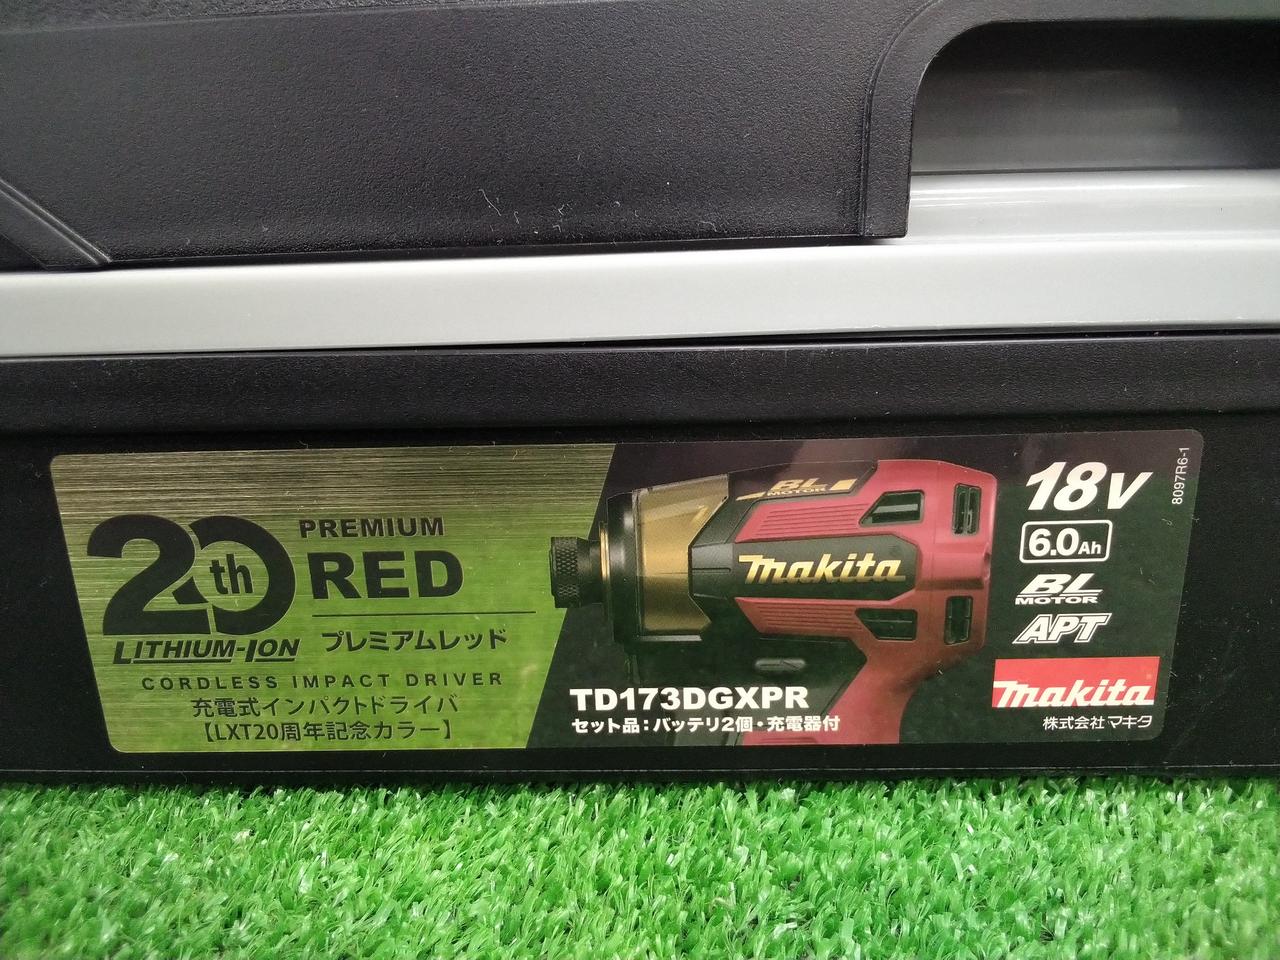 20th PREMIUM
RED
LITHIUM-ION プレミアムレッド
CORDLESS IMPACT DRIVER
充電式インパクトドライバ
【LXT20周年記念カラー】
BL
MOTOR
makita
TD173DGXPR
セット品：バッテリ2個・充電器付
18V
6.0Ah
BL
MOTOR
APT
makita
株式会社マキタ
8097R6-1